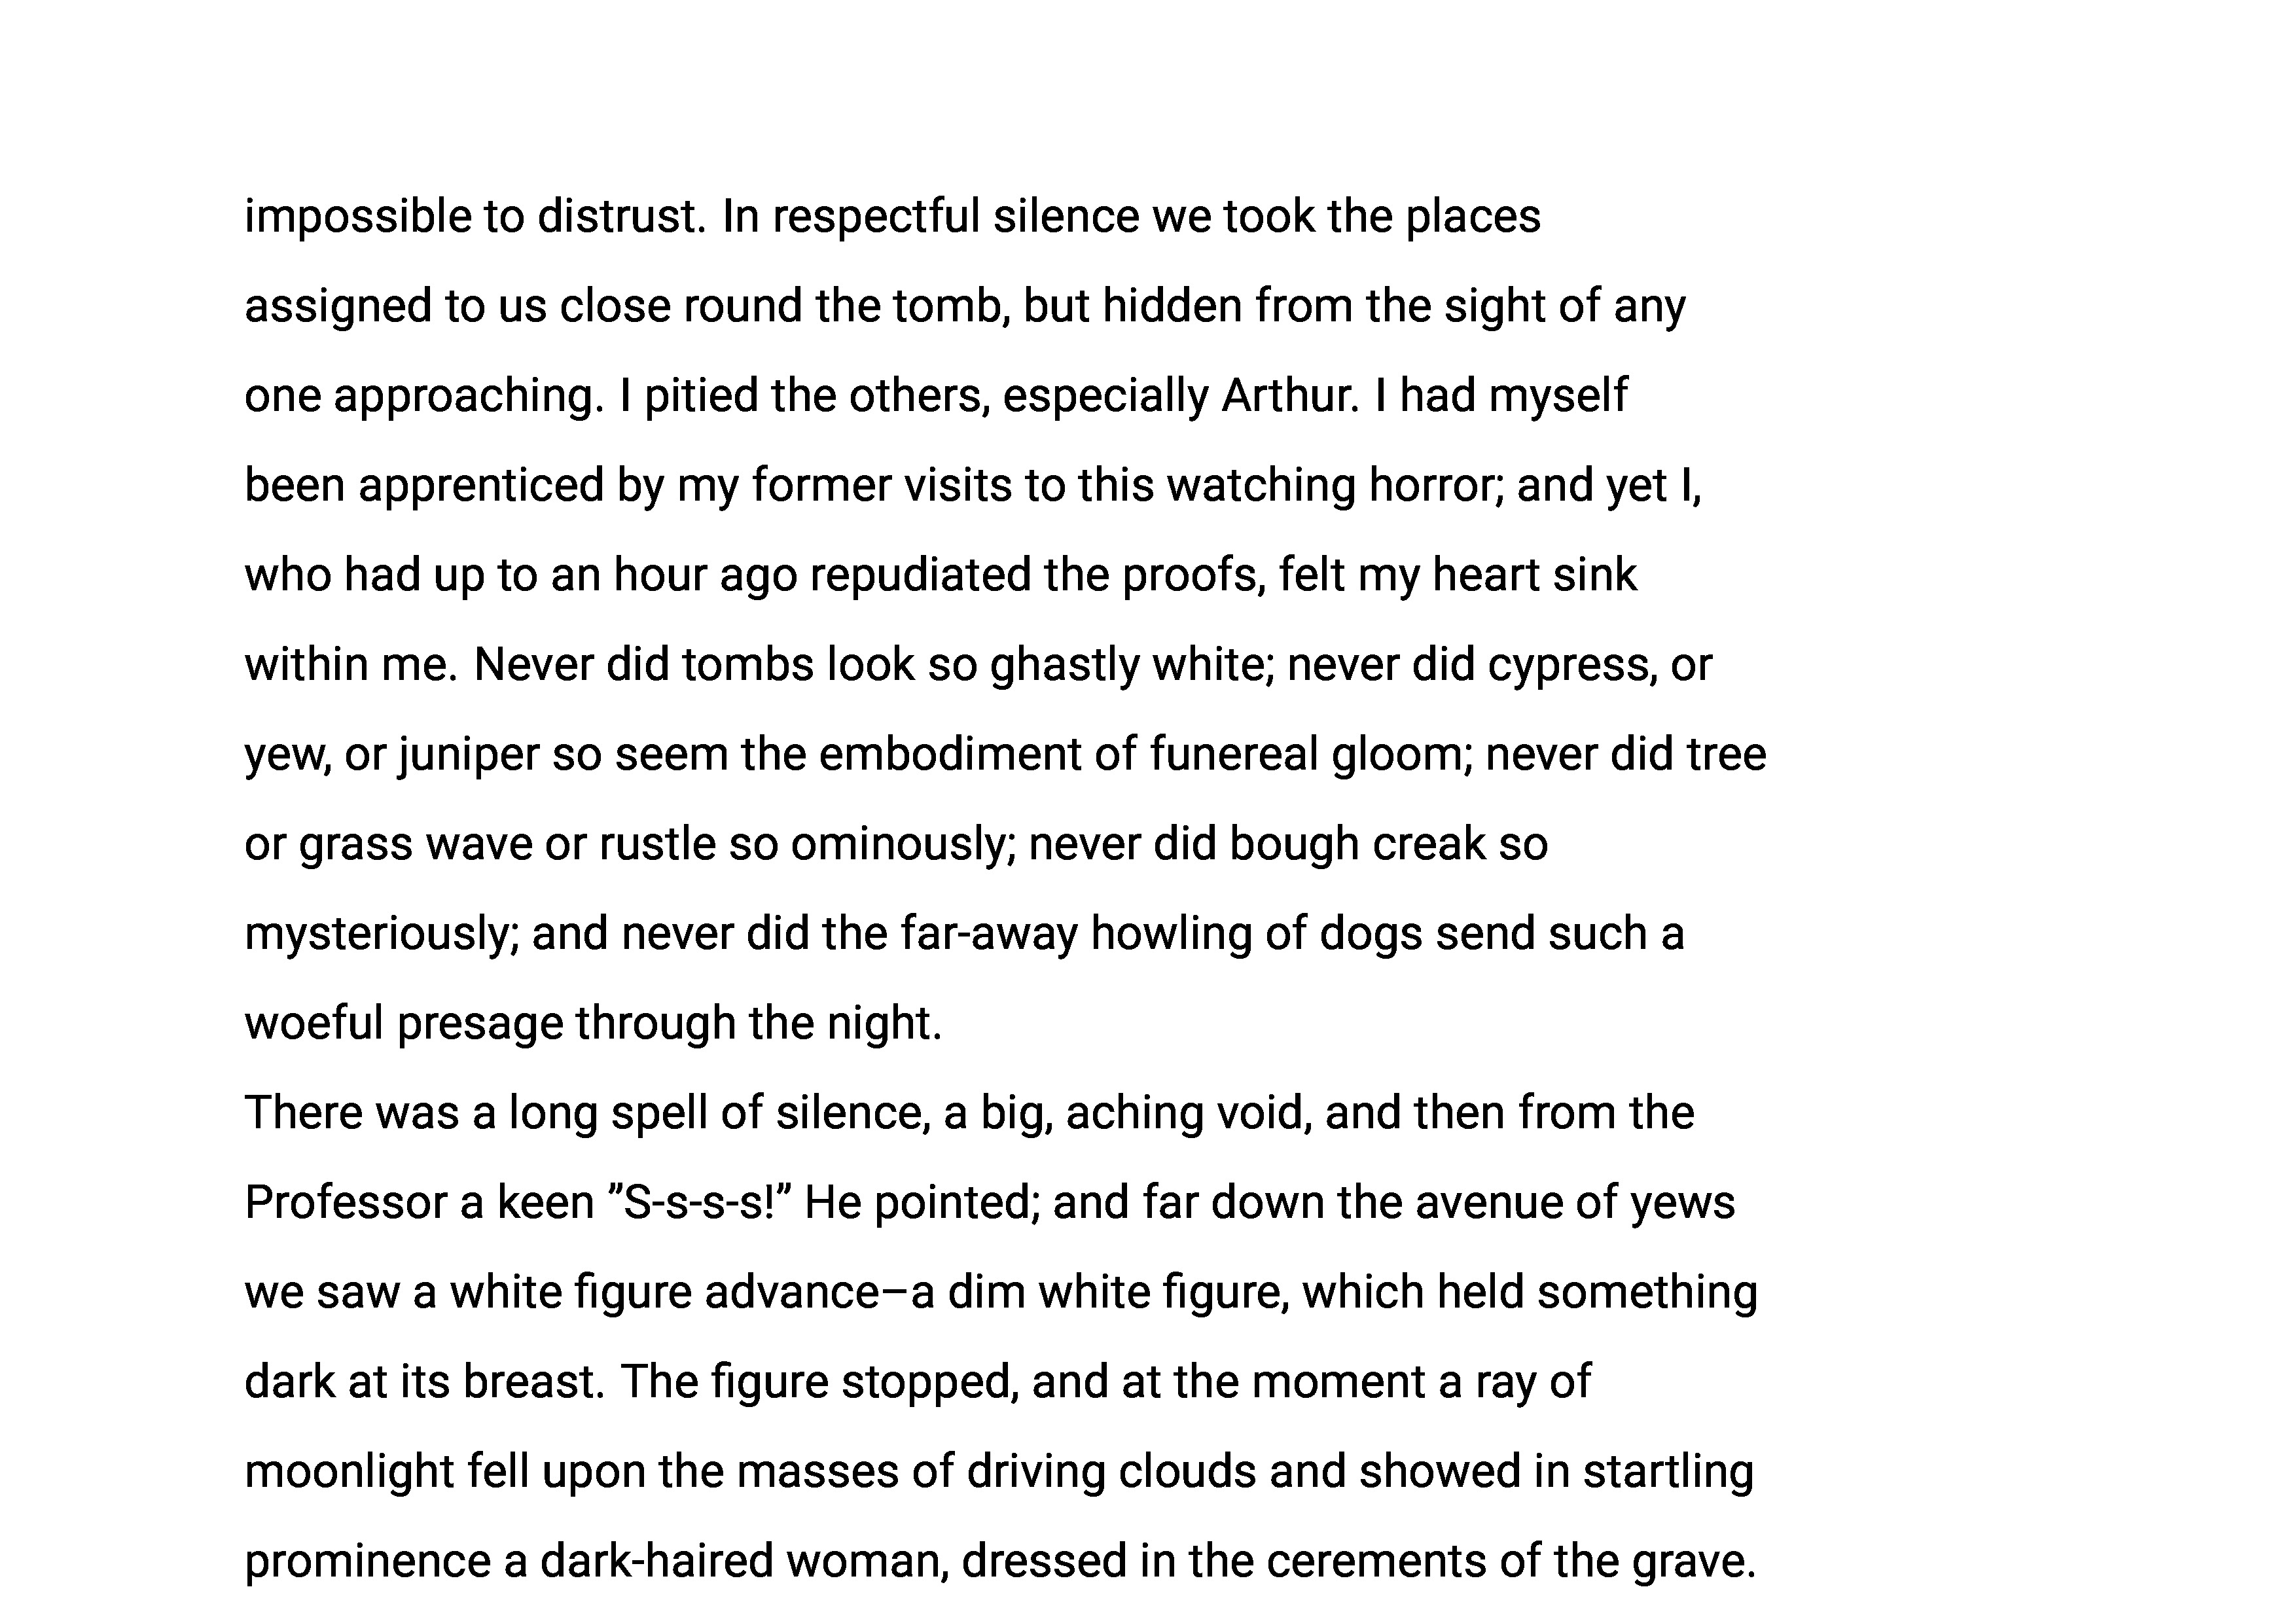 impossible to distrust. In respectful silence we took the places
assigned to us close round the tomb, but hidden from the sight of any
one approaching. I pitied the others, especially Arthur. I had myself
been apprenticed by my former visits to this watching horror; and yet I,
who had up to an hour ago repudiated the proofs, felt my heart sink
within me. Never did tombs look so ghastly white; never did cypress, or
yew, or juniper so seem the embodiment of funereal gloom; never did tree
or grass wave or rustle so ominously; never did bough creak so
mysteriously; and never did the far-away howling of dogs send such a
woeful presage through the night.
There was a long spell of silence, a big, aching void, and then from the
Professor a keen ”S-s-s-s!” He pointed; and far down the avenue of yews
we saw a white figure advance–a dim white figure, which held something
dark at its breast. The figure stopped, and at the moment a ray of
moonlight fell upon the masses of driving clouds and showed in startling
prominence a dark-haired woman, dressed in the cerements of the grave.